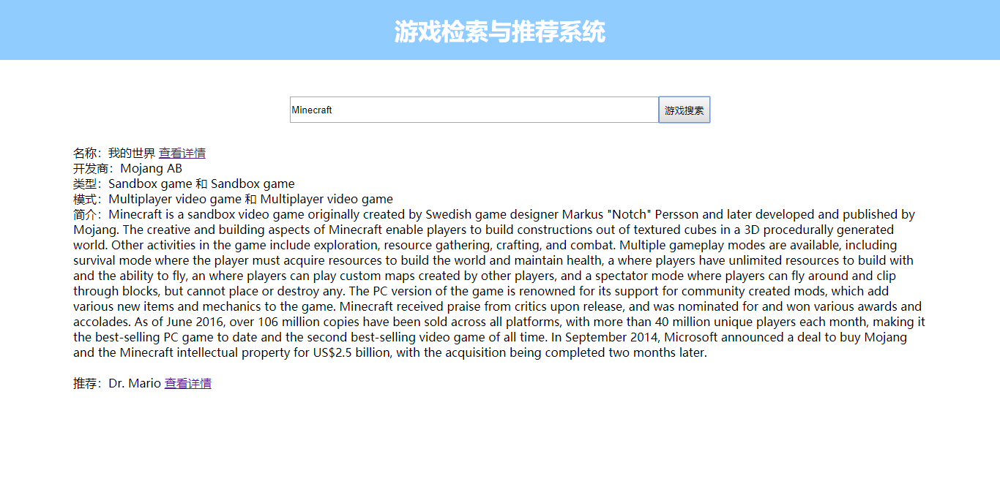 游戏检索与推荐系统
Minecraft 游戏搜索
名称：我的世界 查看详情
开发商：Mojang AB
类型：Sandbox game 和 Sandbox game
模式：Multiplayer video game 和 Multiplayer video game
简介：Minecraft is a sandbox video game originally created by Swedish game designer Markus "Notch" Persson and later developed and published by
Mojang. The creative and building aspects of Minecraft enable players to build constructions out of textured cubes in a 3D procedurally generated
world. Other activities in the game include exploration, resource gathering, crafting, and combat. Multiple gameplay modes are available, including
survival mode where the player must acquire resources to build the world and maintain health, a where players have unlimited resources to build with
and the ability to fly, an where players can play custom maps created by other players, and a spectator mode where players can fly around and clip
through blocks, but cannot place or destroy any. The PC version of the game is renowned for its support for community created mods, which add
various new items and mechanics to the game. Minecraft received praise from critics upon release, and was nominated for and won various awards and
accolades. As of June 2016, over 106 million copies have been sold across all platforms, with more than 40 million unique players each month, making it
the best-selling PC game to date and the second best-selling video game of all time. In September 2014, Microsoft announced a deal to buy Mojang
and the Minecraft intellectual property for US$2.5 billion, with the acquisition being completed two months later.
推荐：Dr. Mario 查看详情